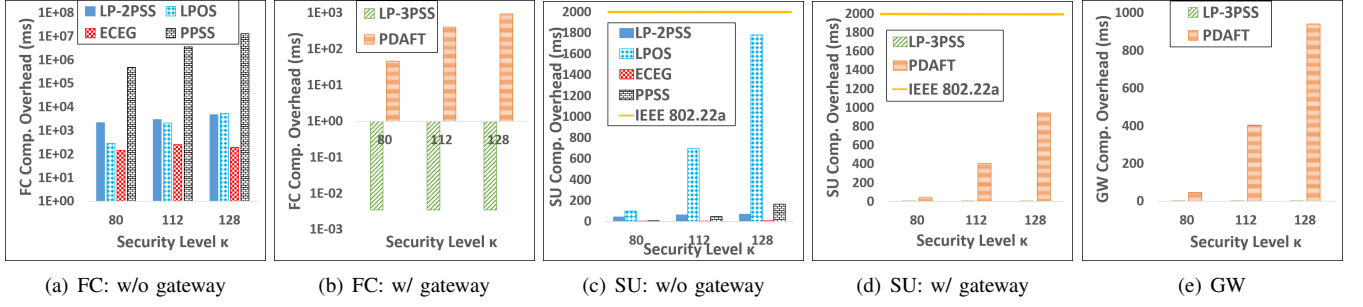 FC Comp. Overhead (ms)
1E+08
1E+07
1E+06
1E+05
1E+04
1E+03
1E+02
1E+01
1E+00
LP-2PSS LPOS
ECEG PPSS
80 112 128
Security Level κ
(a) FC: w/o gateway
FC Comp. Overhead (ms)
1E+03
1E+02
1E+01
1E+00
1E-01
1E-02
1E-03
LP-3PSS
PDAFT
80 112 128
Security Level κ
(b) FC: w/ gateway
SU Comp. Overhead (ms)
2000
1800
1600
1400
1200
1000
800
600
400
200
0
LP-2PSS
LPOS
ECEG
PPSS
IEEE 802.22a
80 112 128
Security Level κ
(c) SU: w/o gateway
SU Comp. Overhead (ms)
2000
1800
1600
1400
1200
1000
800
600
400
200
0
LP-3PSS
PDAFT
IEEE 802.22a
80 112 128
Security Level κ
(d) SU: w/ gateway
GW Comp. Overhead (ms)
1000
800
600
400
200
0
LP-3PSS
PDAFT
80 112 128
Security Level κ
(e) GW